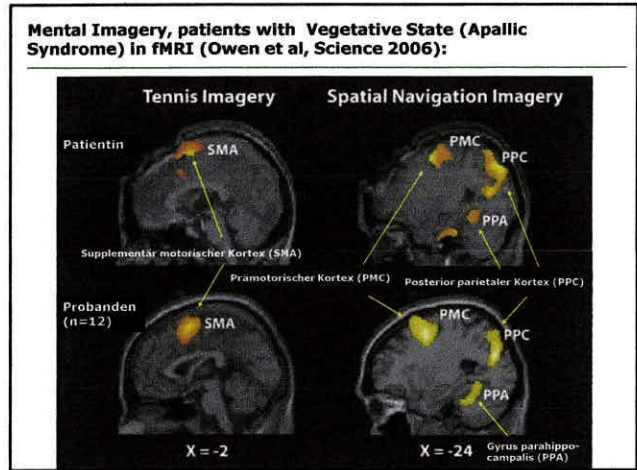 Mental Imagery, patients with Vegetative State (Apallic
Syndrome) in fMRI (Owen et al, Science 2006):
Tennis Imagery
Spatial Navigation Imagery
Patientin
SMA
PMC
PPC
PPA
Supplementär motorischer Kortex (SMA)
Prämotorischer Kortex (PMC)
Posterior parietaler Kortex (PPC)
Probanden
(n=12)
SMA
PMC
PPC
PPA
X = -2
X = -24
Gyrus parahippo-
campalis (PPA)